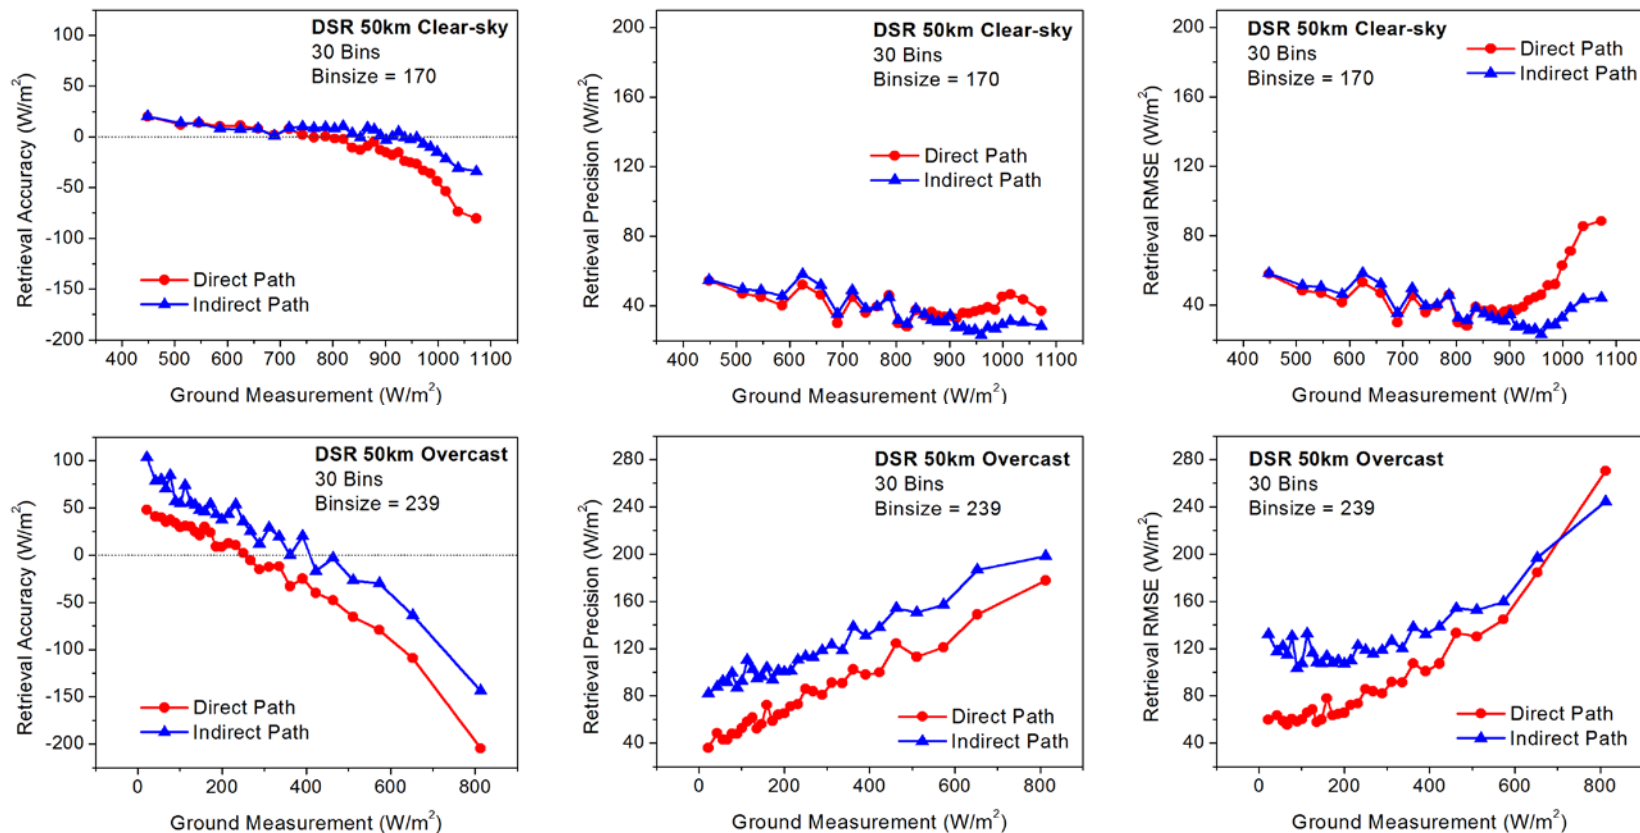 DSR 50km Clear-sky
30 Bins
Binsize = 170
Direct Path
Indirect Path
100
50
0
-50
-100
-150
-200
400 500 600 700 800 900 1000 1100
Retrieval Accuracy (W/m²)
Ground Measurement (W/m²)
DSR 50km Clear-sky
30 Bins
Binsize = 170
Direct Path
Indirect Path
200
160
120
80
40
400 500 600 700 800 900 1000 1100
Retrieval Precision (W/m²)
Ground Measurement (W/m²)
DSR 50km Clear-sky
30 Bins
Binsize = 170
Direct Path
Indirect Path
200
160
120
80
40
400 500 600 700 800 900 1000 1100
Retrieval RMSE (W/m²)
Ground Measurement (W/m²)
DSR 50km Overcast
30 Bins
Binsize = 239
Direct Path
Indirect Path
100
50
0
-50
-100
-150
-200
0 200 400 600 800
Retrieval Accuracy (W/m²)
Ground Measurement (W/m²)
DSR 50km Overcast
30 Bins
Binsize = 239
Direct Path
Indirect Path
280
240
200
160
120
80
40
0 200 400 600 800
Retrieval Precision (W/m²)
Ground Measurement (W/m²)
DSR 50km Overcast
30 Bins
Binsize = 239
Direct Path
Indirect Path
280
240
200
160
120
80
40
0 200 400 600 800
Retrieval RMSE (W/m²)
Ground Measurement (W/m²)